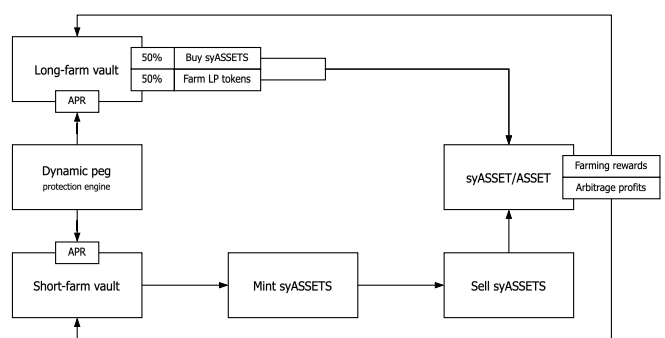 50%
Buy syASSETS
Long-farm vault
50%
Farm LP tokens
APR
Dynamic peg
protection engine
syASSET/ASSET
Farming rewards
Arbitrage profits
APR
Short-farm vault
Mint syASSETS
Sell syASSETS